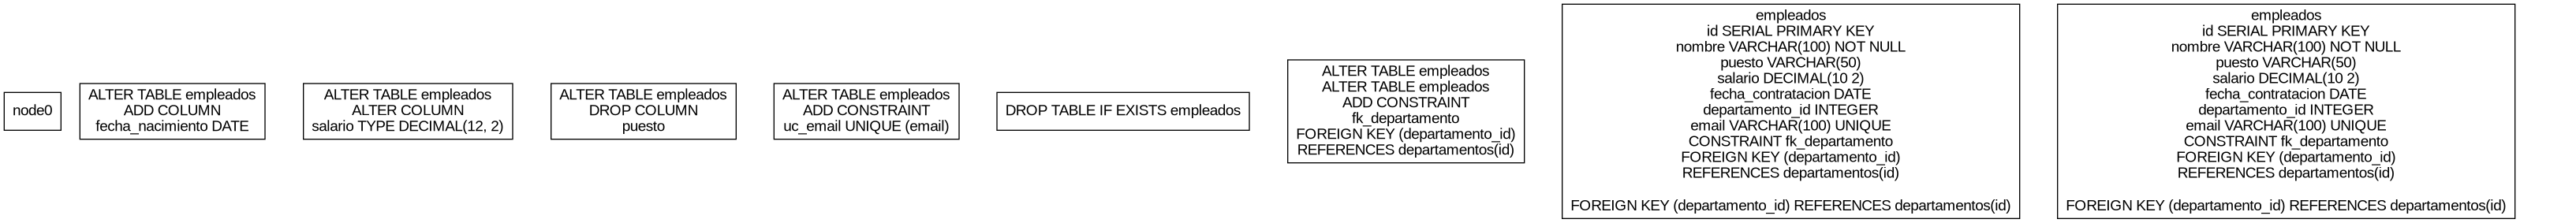 node0
ALTER TABLE empleados
ADD COLUMN
fecha_nacimiento DATE
ALTER TABLE empleados
ALTER COLUMN
salario TYPE DECIMAL(12, 2)
ALTER TABLE empleados
DROP COLUMN
puesto
ALTER TABLE empleados
ADD CONSTRAINT
uc_email UNIQUE (email)
DROP TABLE IF EXISTS empleados
ALTER TABLE empleados
ALTER TABLE empleados
ADD CONSTRAINT
fk_departamento
FOREIGN KEY (departamento_id)
REFERENCES departamentos(id)
empleados
id SERIAL PRIMARY KEY
nombre VARCHAR(100) NOT NULL
puesto VARCHAR(50)
salario DECIMAL(10 2)
fecha_contratacion DATE
departamento_id INTEGER
email VARCHAR(100) UNIQUE
CONSTRAINT fk_departamento
FOREIGN KEY (departamento_id)
REFERENCES departamentos(id)
FOREIGN KEY (departamento_id) REFERENCES departamentos(id)
empleados
id SERIAL PRIMARY KEY
nombre VARCHAR(100) NOT NULL
puesto VARCHAR(50)
salario DECIMAL(10 2)
fecha_contratacion DATE
departamento_id INTEGER
email VARCHAR(100) UNIQUE
CONSTRAINT fk_departamento
FOREIGN KEY (departamento_id)
REFERENCES departamentos(id)
FOREIGN KEY (departamento_id) REFERENCES departamentos(id)